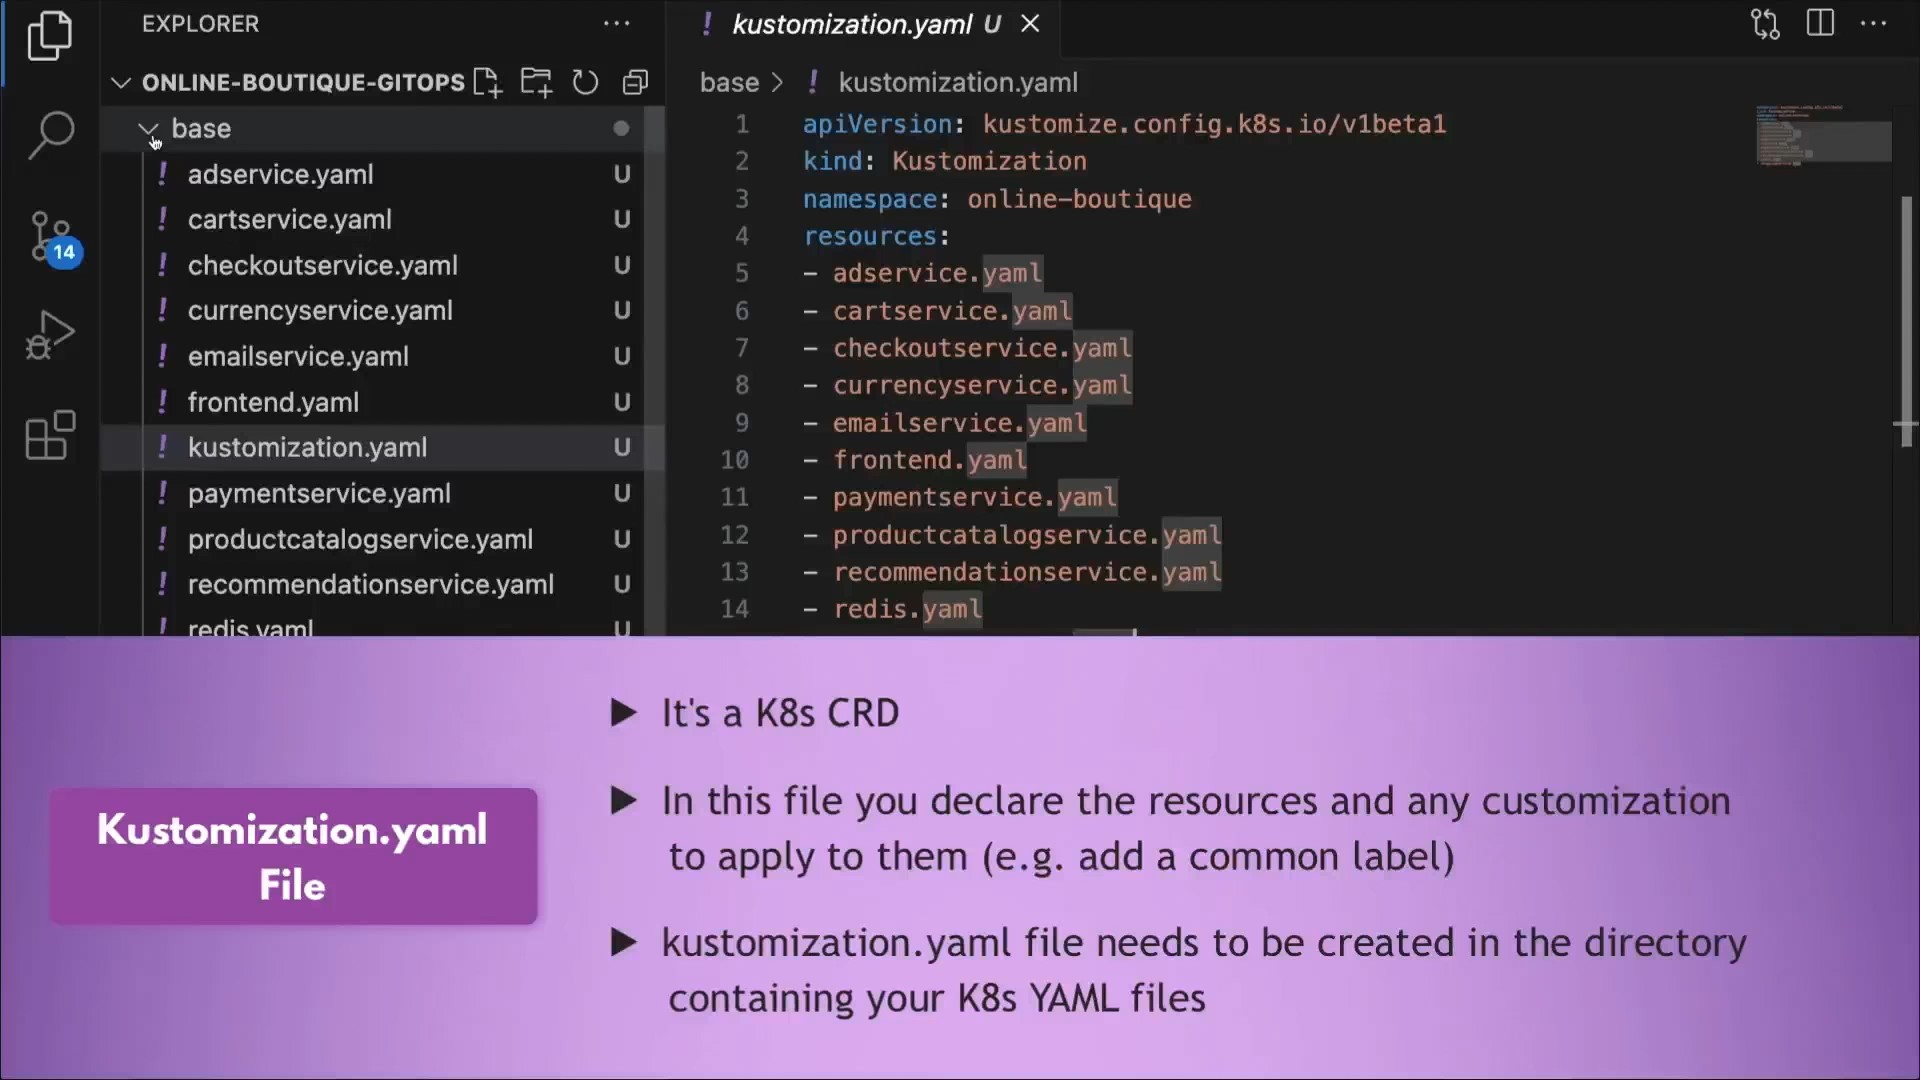 EXPLORER
ONLINE-BOUTIQUE-GITOPS
base
! adservice.yaml U
! cartservice.yaml U
! checkoutservice.yaml U
! currencyservice.yaml U
! emailservice.yaml U
! frontend.yaml U
! kustomization.yaml U
! paymentservice.yaml U
! productcatalogservice.yaml U
! recommendationservice.yaml U
! redis.yaml U
14
! kustomization.yaml U
base > ! kustomization.yaml
1 apiVersion: kustomize.config.k8s.io/v1beta1
2 kind: Kustomization
3 namespace: online-boutique
4 resources:
5 - adservice.yaml
6 - cartservice.yaml
7 - checkoutservice.yaml
8 - currencyservice.yaml
9 - emailservice.yaml
10 - frontend.yaml
11 - paymentservice.yaml
12 - productcatalogservice.yaml
13 - recommendationservice.yaml
14 - redis.yaml
Kustomization.yaml
File
▶ It's a K8s CRD
▶ In this file you declare the resources and any customization
to apply to them (e.g. add a common label)
▶ kustomization.yaml file needs to be created in the directory
containing your K8s YAML files